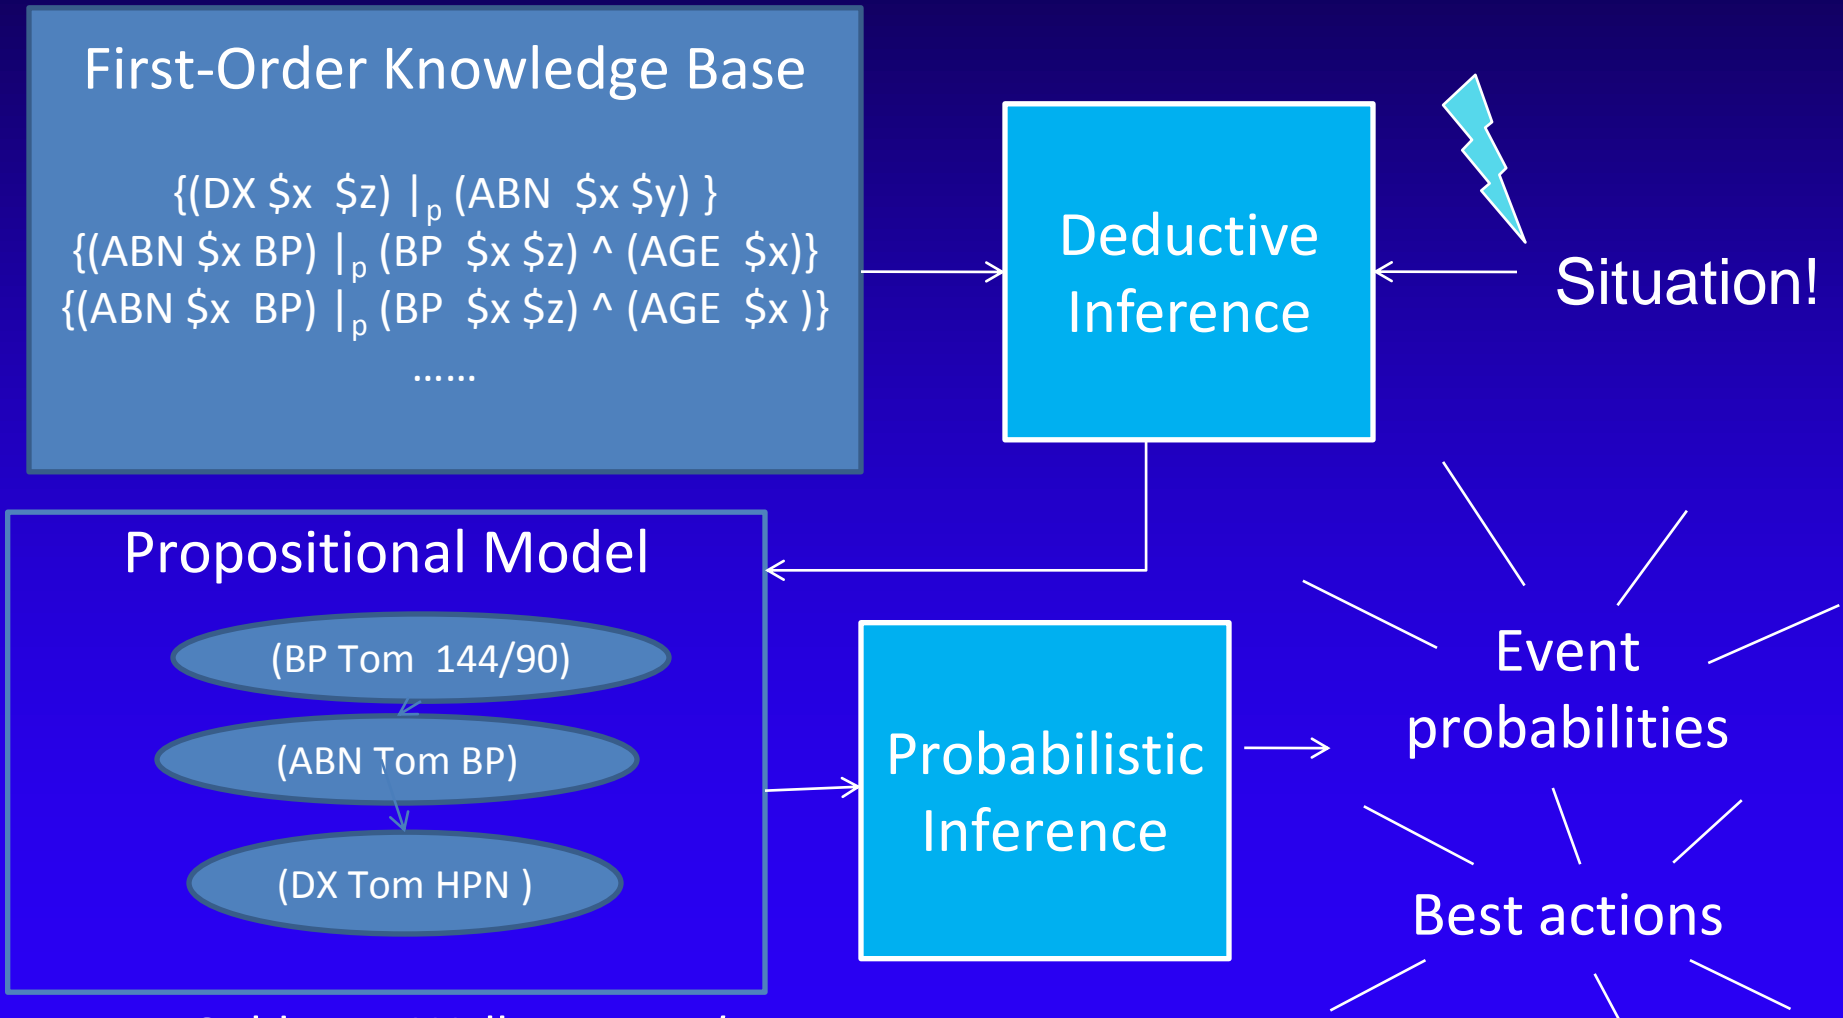 First-Order Knowledge Base
{(DX $x $z) |p (ABN $x $y) }
{(ABN $x BP) |p (BP $x $z) ^ (AGE $x)}
{(ABN $x BP) |p (BP $x $z) ^ (AGE $x )}
......
Deductive
Inference
Situation!
Propositional Model
(BP Tom 144/90)
(ABN Tom BP)
(DX Tom HPN )
Probabilistic
Inference
Event
probabilities
Best actions